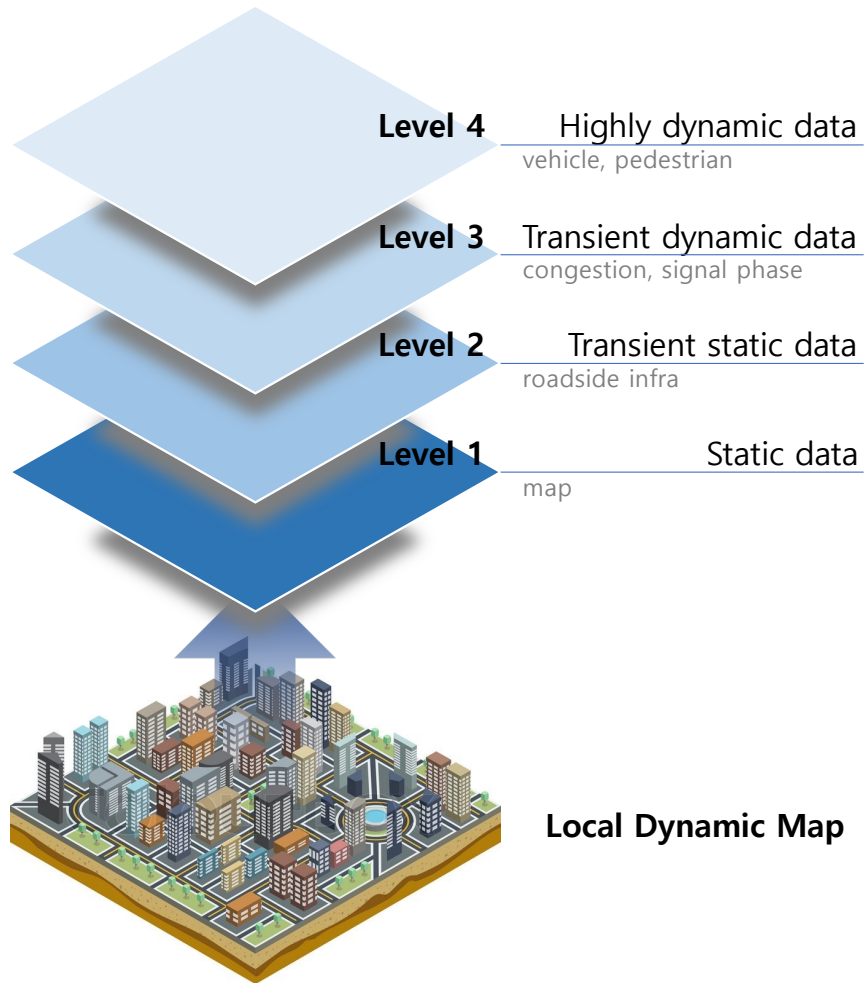 Level 4 Highly dynamic data
vehicle, pedestrian
Level 3 Transient dynamic data
congestion, signal phase
Level 2 Transient static data
roadside infra
Level 1 Static data
map
Local Dynamic Map